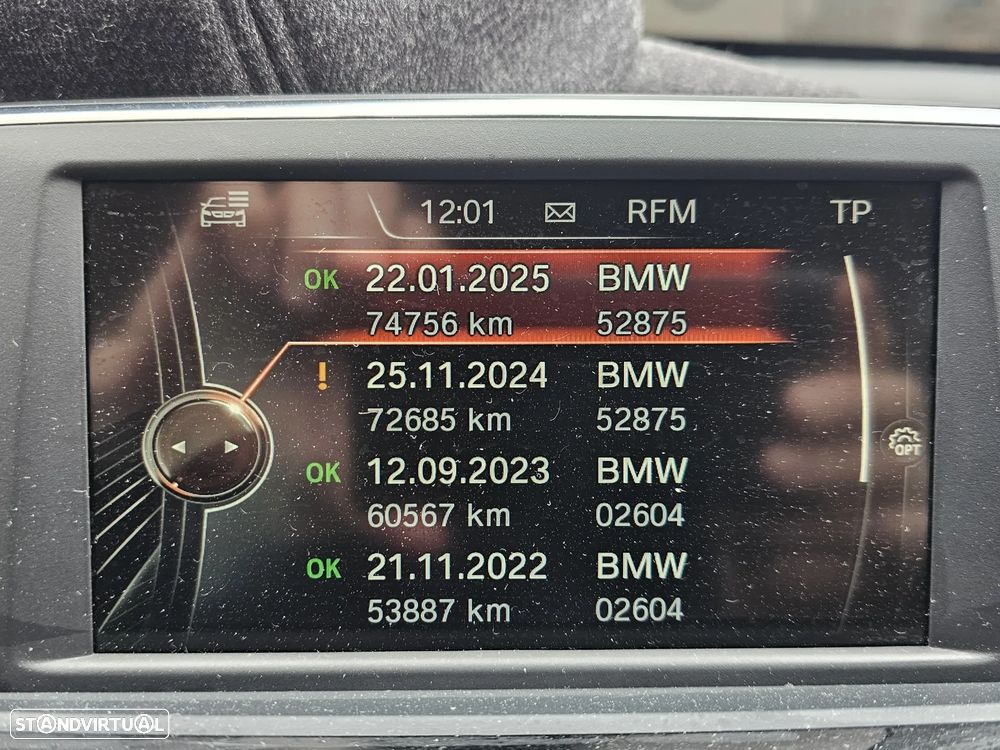 12:01 RFM TP
OK 22.01.2025 BMW
74756 km 52875
! 25.11.2024 BMW
72685 km 52875
OPT
OK 12.09.2023 BMW
60567 km 02604
OK 21.11.2022 BMW
53887 km 02604
STANDVIRTUAL